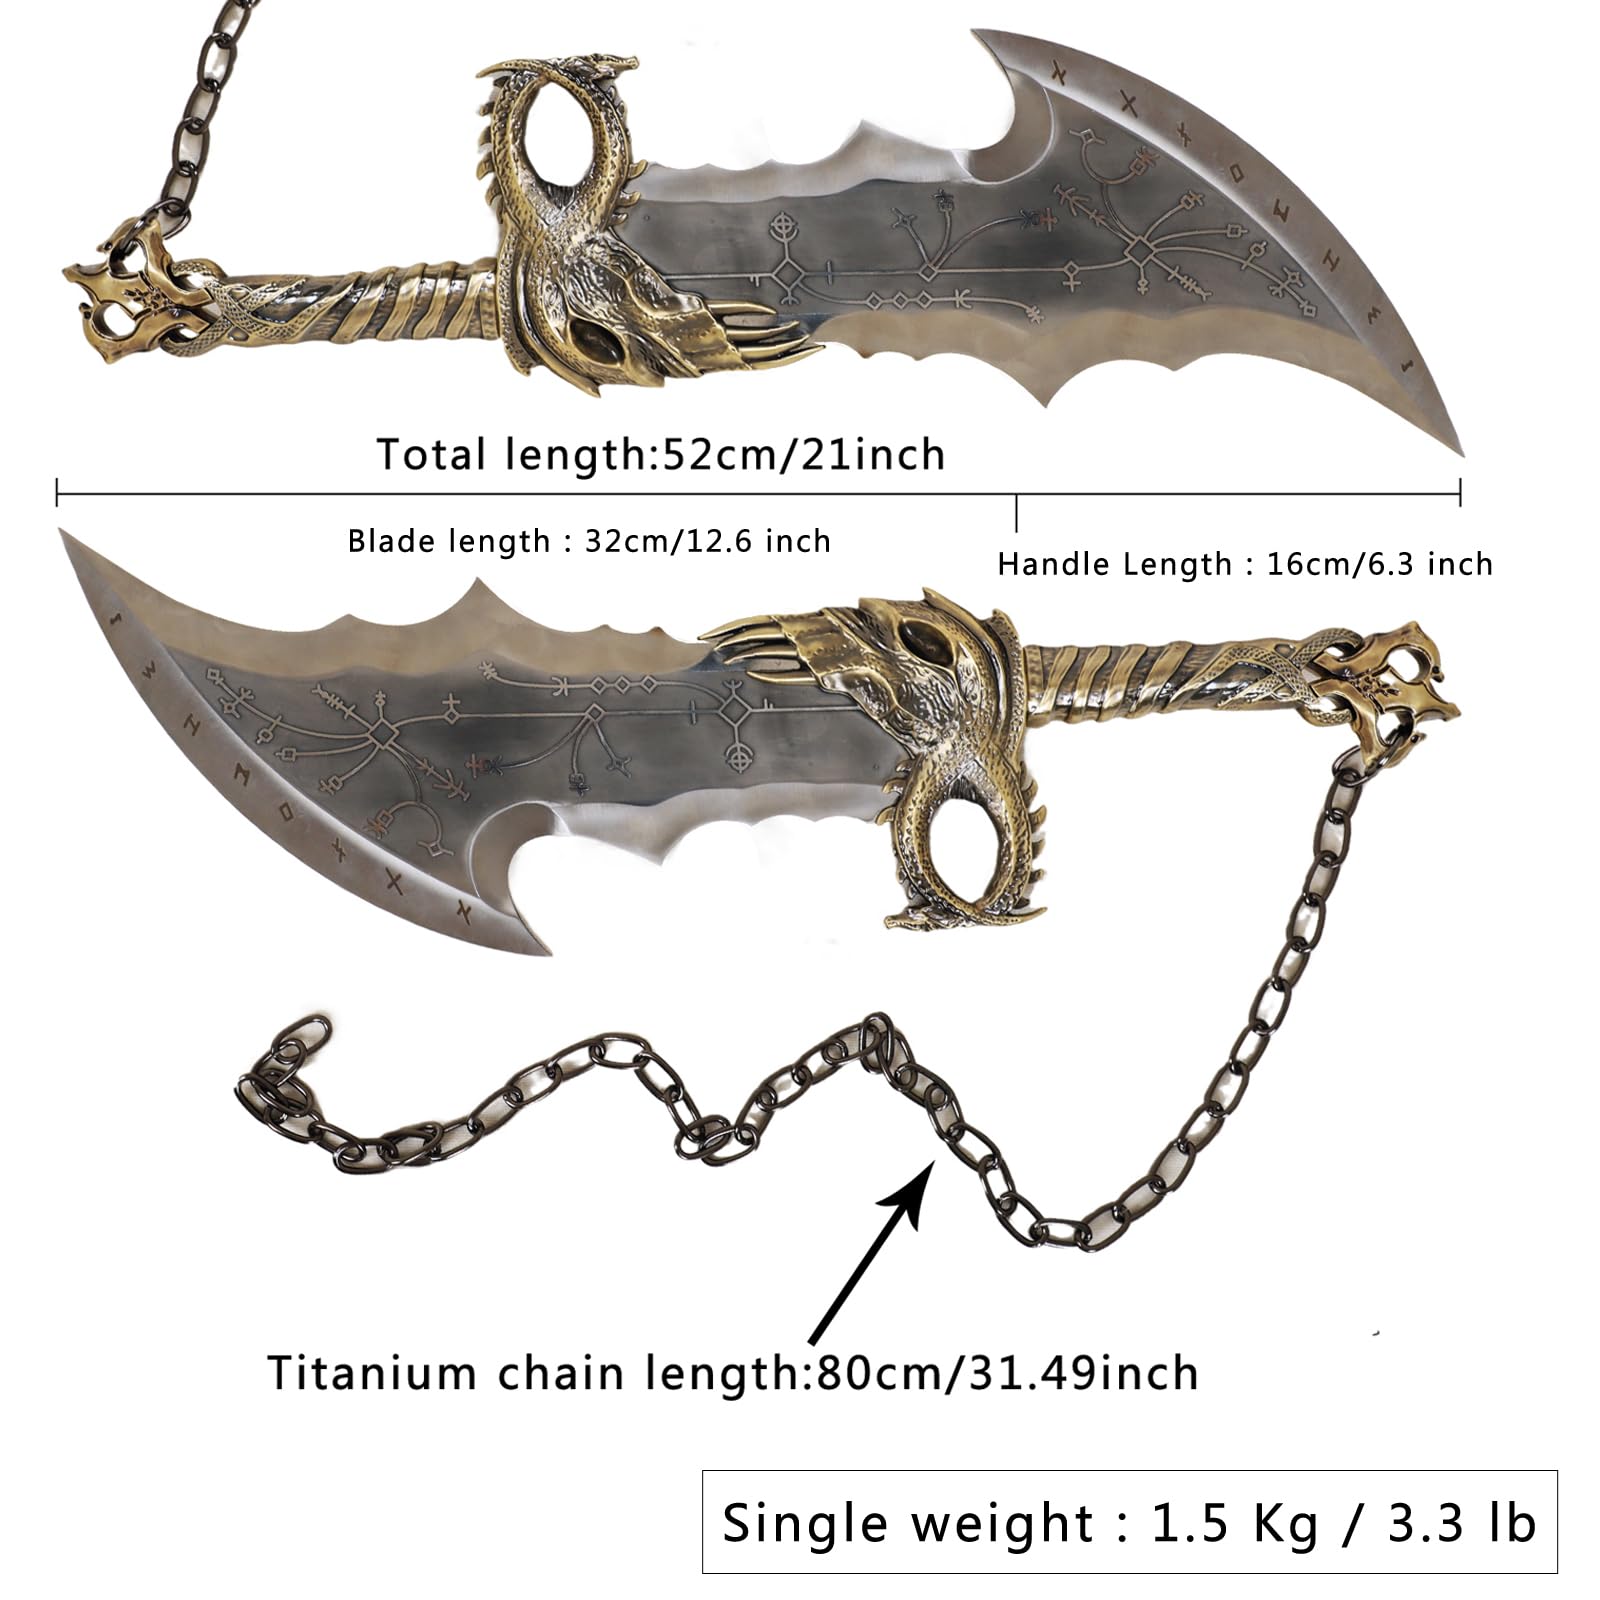 Total length:52cm/21inch
Blade length : 32cm/12.6 inch
Handle Length : 16cm/6.3 inch
Titanium chain length:80cm/31.49inch
Single weight : 1.5 Kg / 3.3 lb